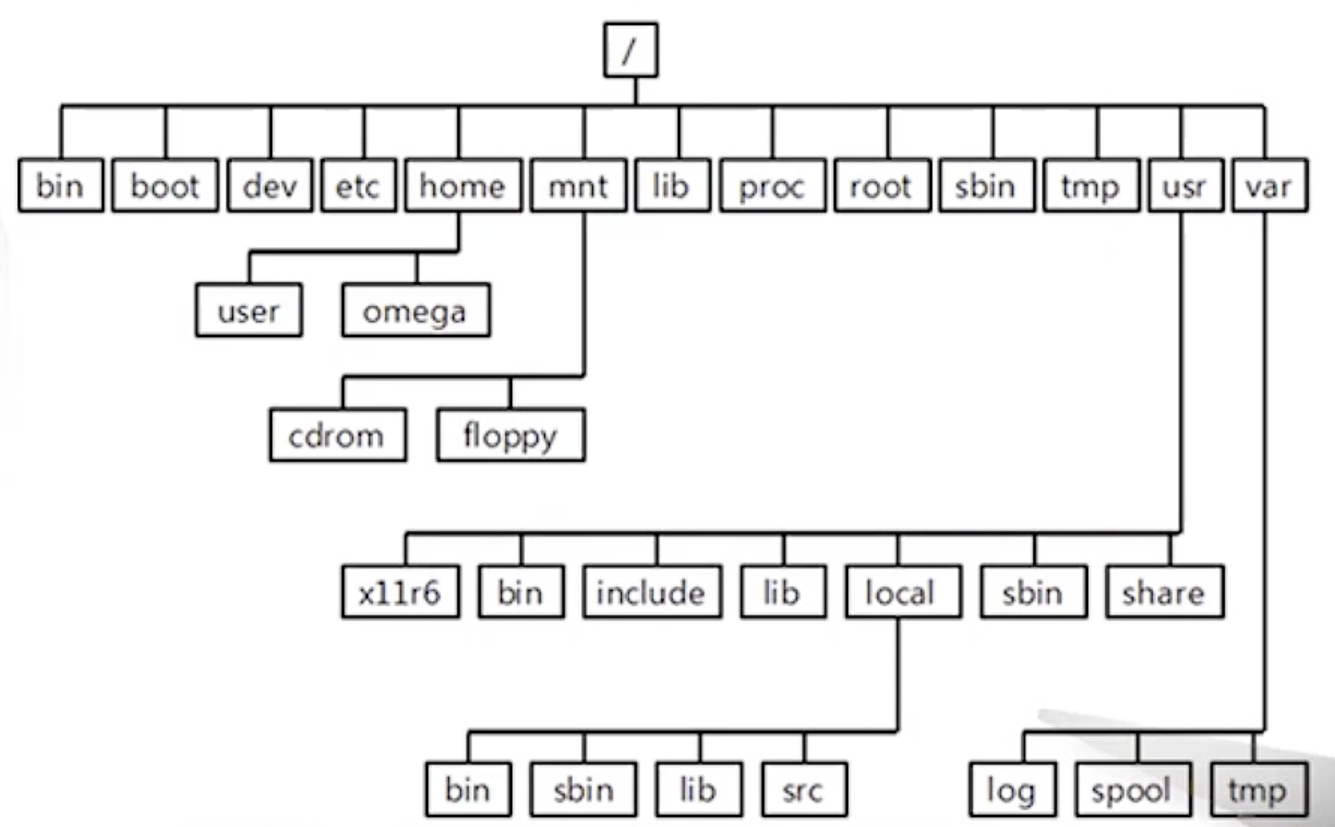 /
bin boot dev etc home mnt lib proc root sbin tmp usr var
user omega
cdrom floppy
x11r6 bin include lib local sbin share
bin sbin lib src log spool tmp